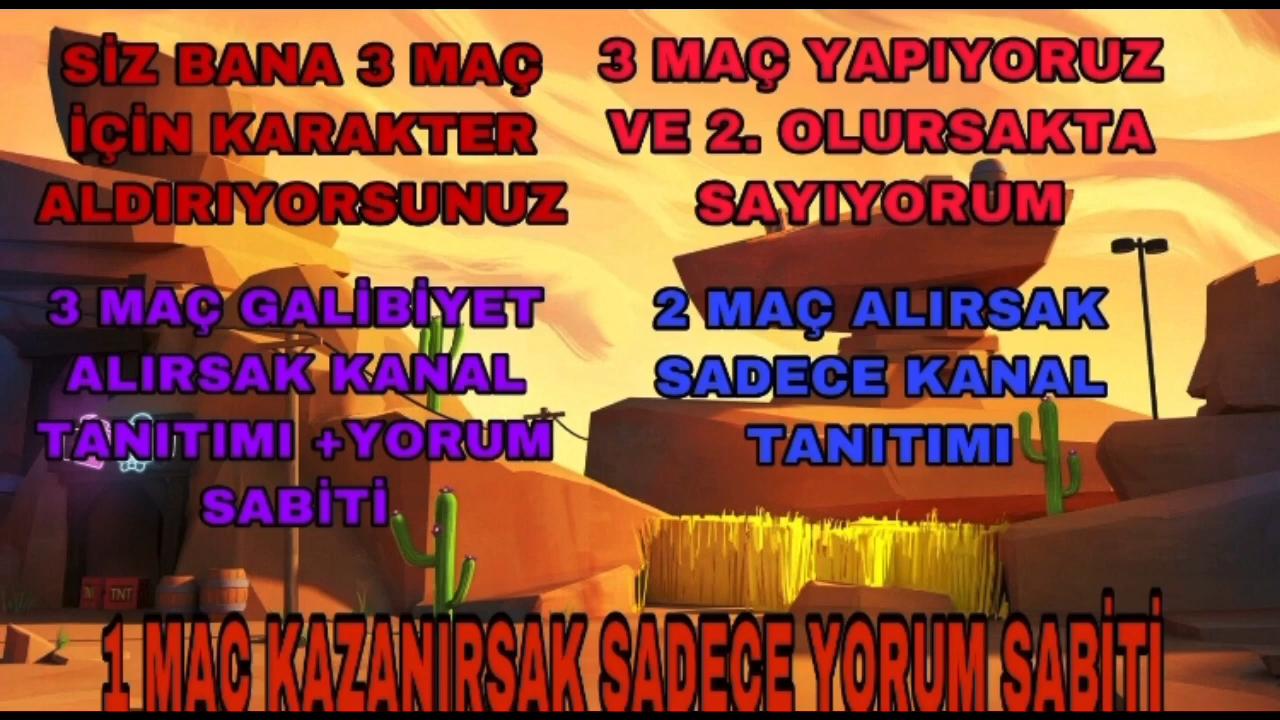 SİZ BANA 3 MAÇ
İÇİN KARAKTER
ALDIRIYORSUNUZ
3 MAÇ YAPIYORUZ
VE 2. OLURSAKTA
SAYIYORUM
3 MAÇ GALİBİYET
ALIRSAK KANAL
TANITIMI +YORUM
SABİTİ
2 MAÇ ALIRSAK
SADECE KANAL
TANITIMI
TNT
1 MAC KAZANIRSAK SADECE YORUM SABİTİ